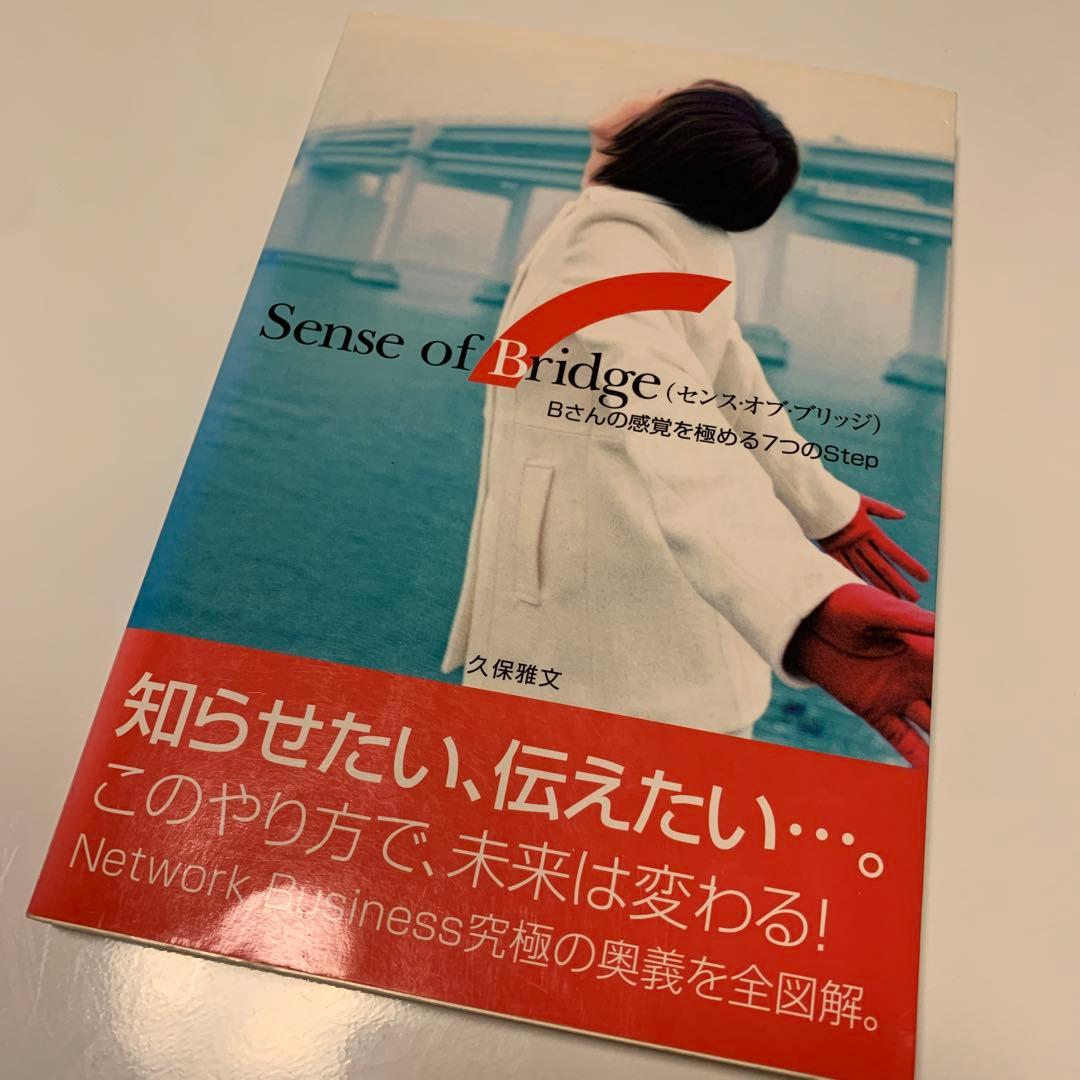 Sense of Bridge (センス・オブ・ブリッジ)
Bさんの感覚を極める7つのStep
久保雅文
知らせたい、伝えたい…。
このやり方で、未来は変わる!
Network Business究極の奥義を全図解。